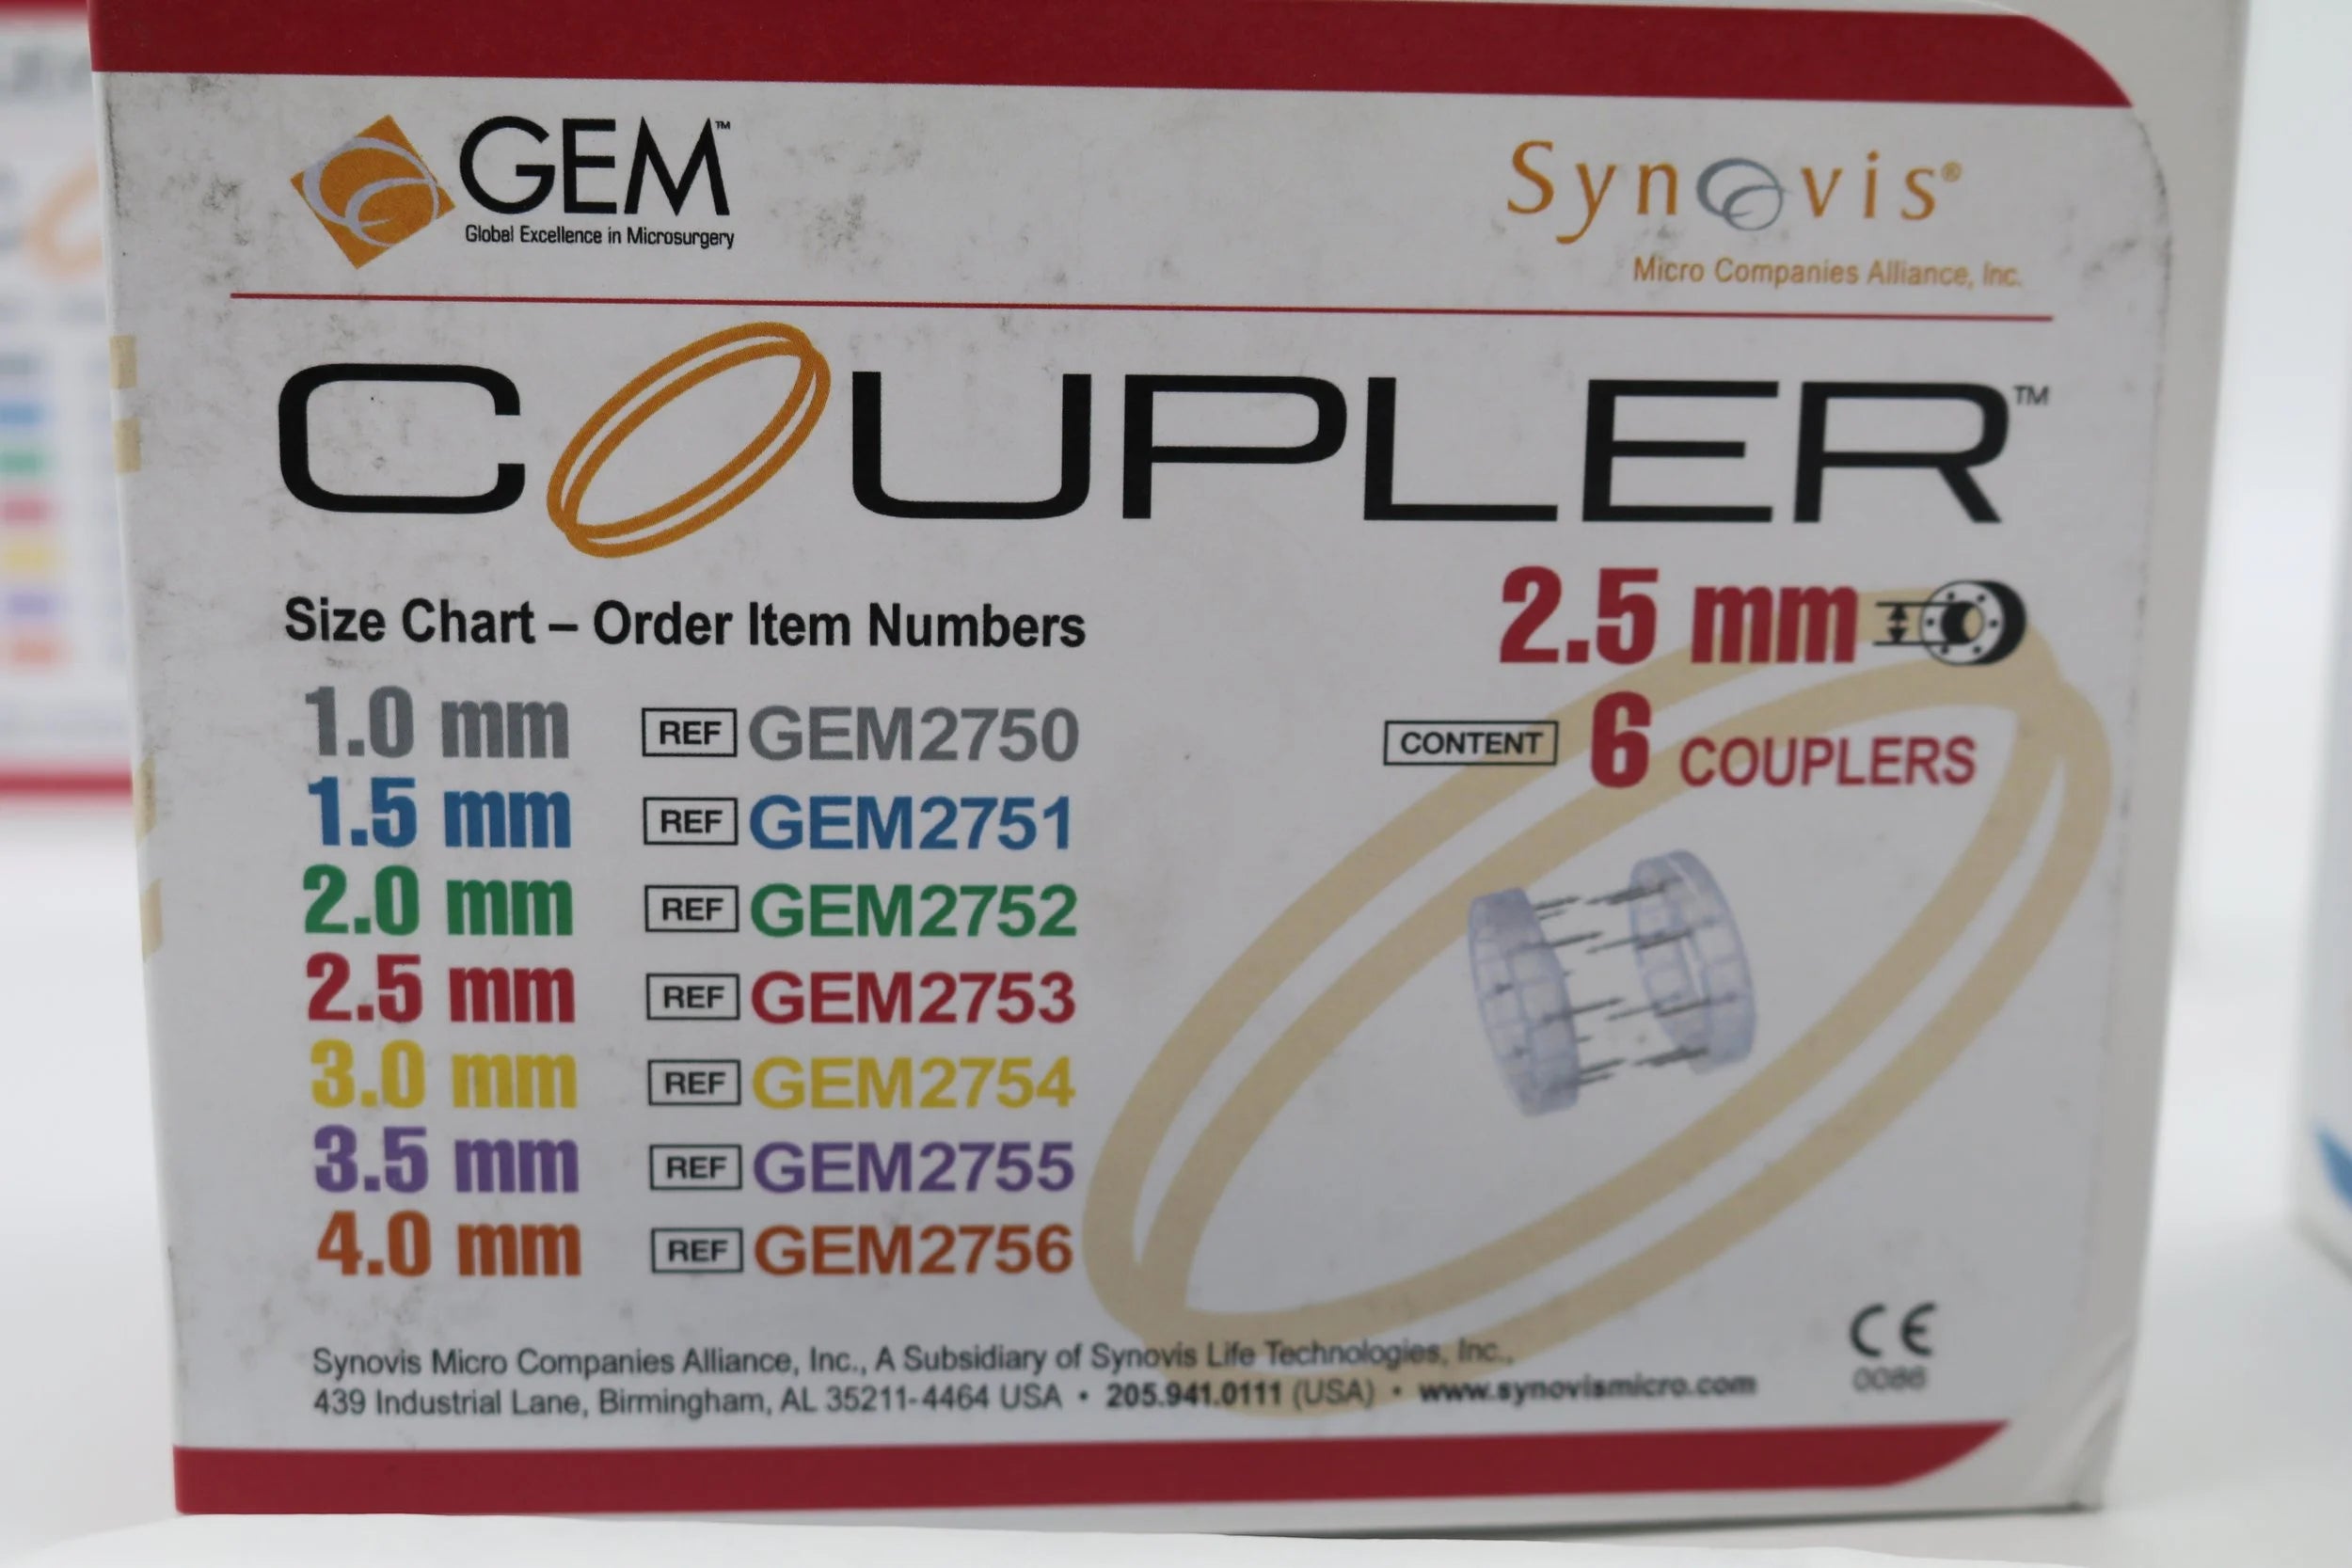 GEM™
Global Excellence in Microsurgery
Synovis®
Micro Companies Alliance, Inc.
COUPLER™
2.5 mm
CONTENT 6 COUPLERS
Size Chart – Order Item Numbers
1.0 mm REF GEM2750
1.5 mm REF GEM2751
2.0 mm REF GEM2752
2.5 mm REF GEM2753
3.0 mm REF GEM2754
3.5 mm REF GEM2755
4.0 mm REF GEM2756
Synovis Micro Companies Alliance, Inc., A Subsidiary of Synovis Life Technologies, Inc.,
439 Industrial Lane, Birmingham, AL 35211-4464 USA • 205.941.0111 (USA) • www.synovismicro.com
CE
0086